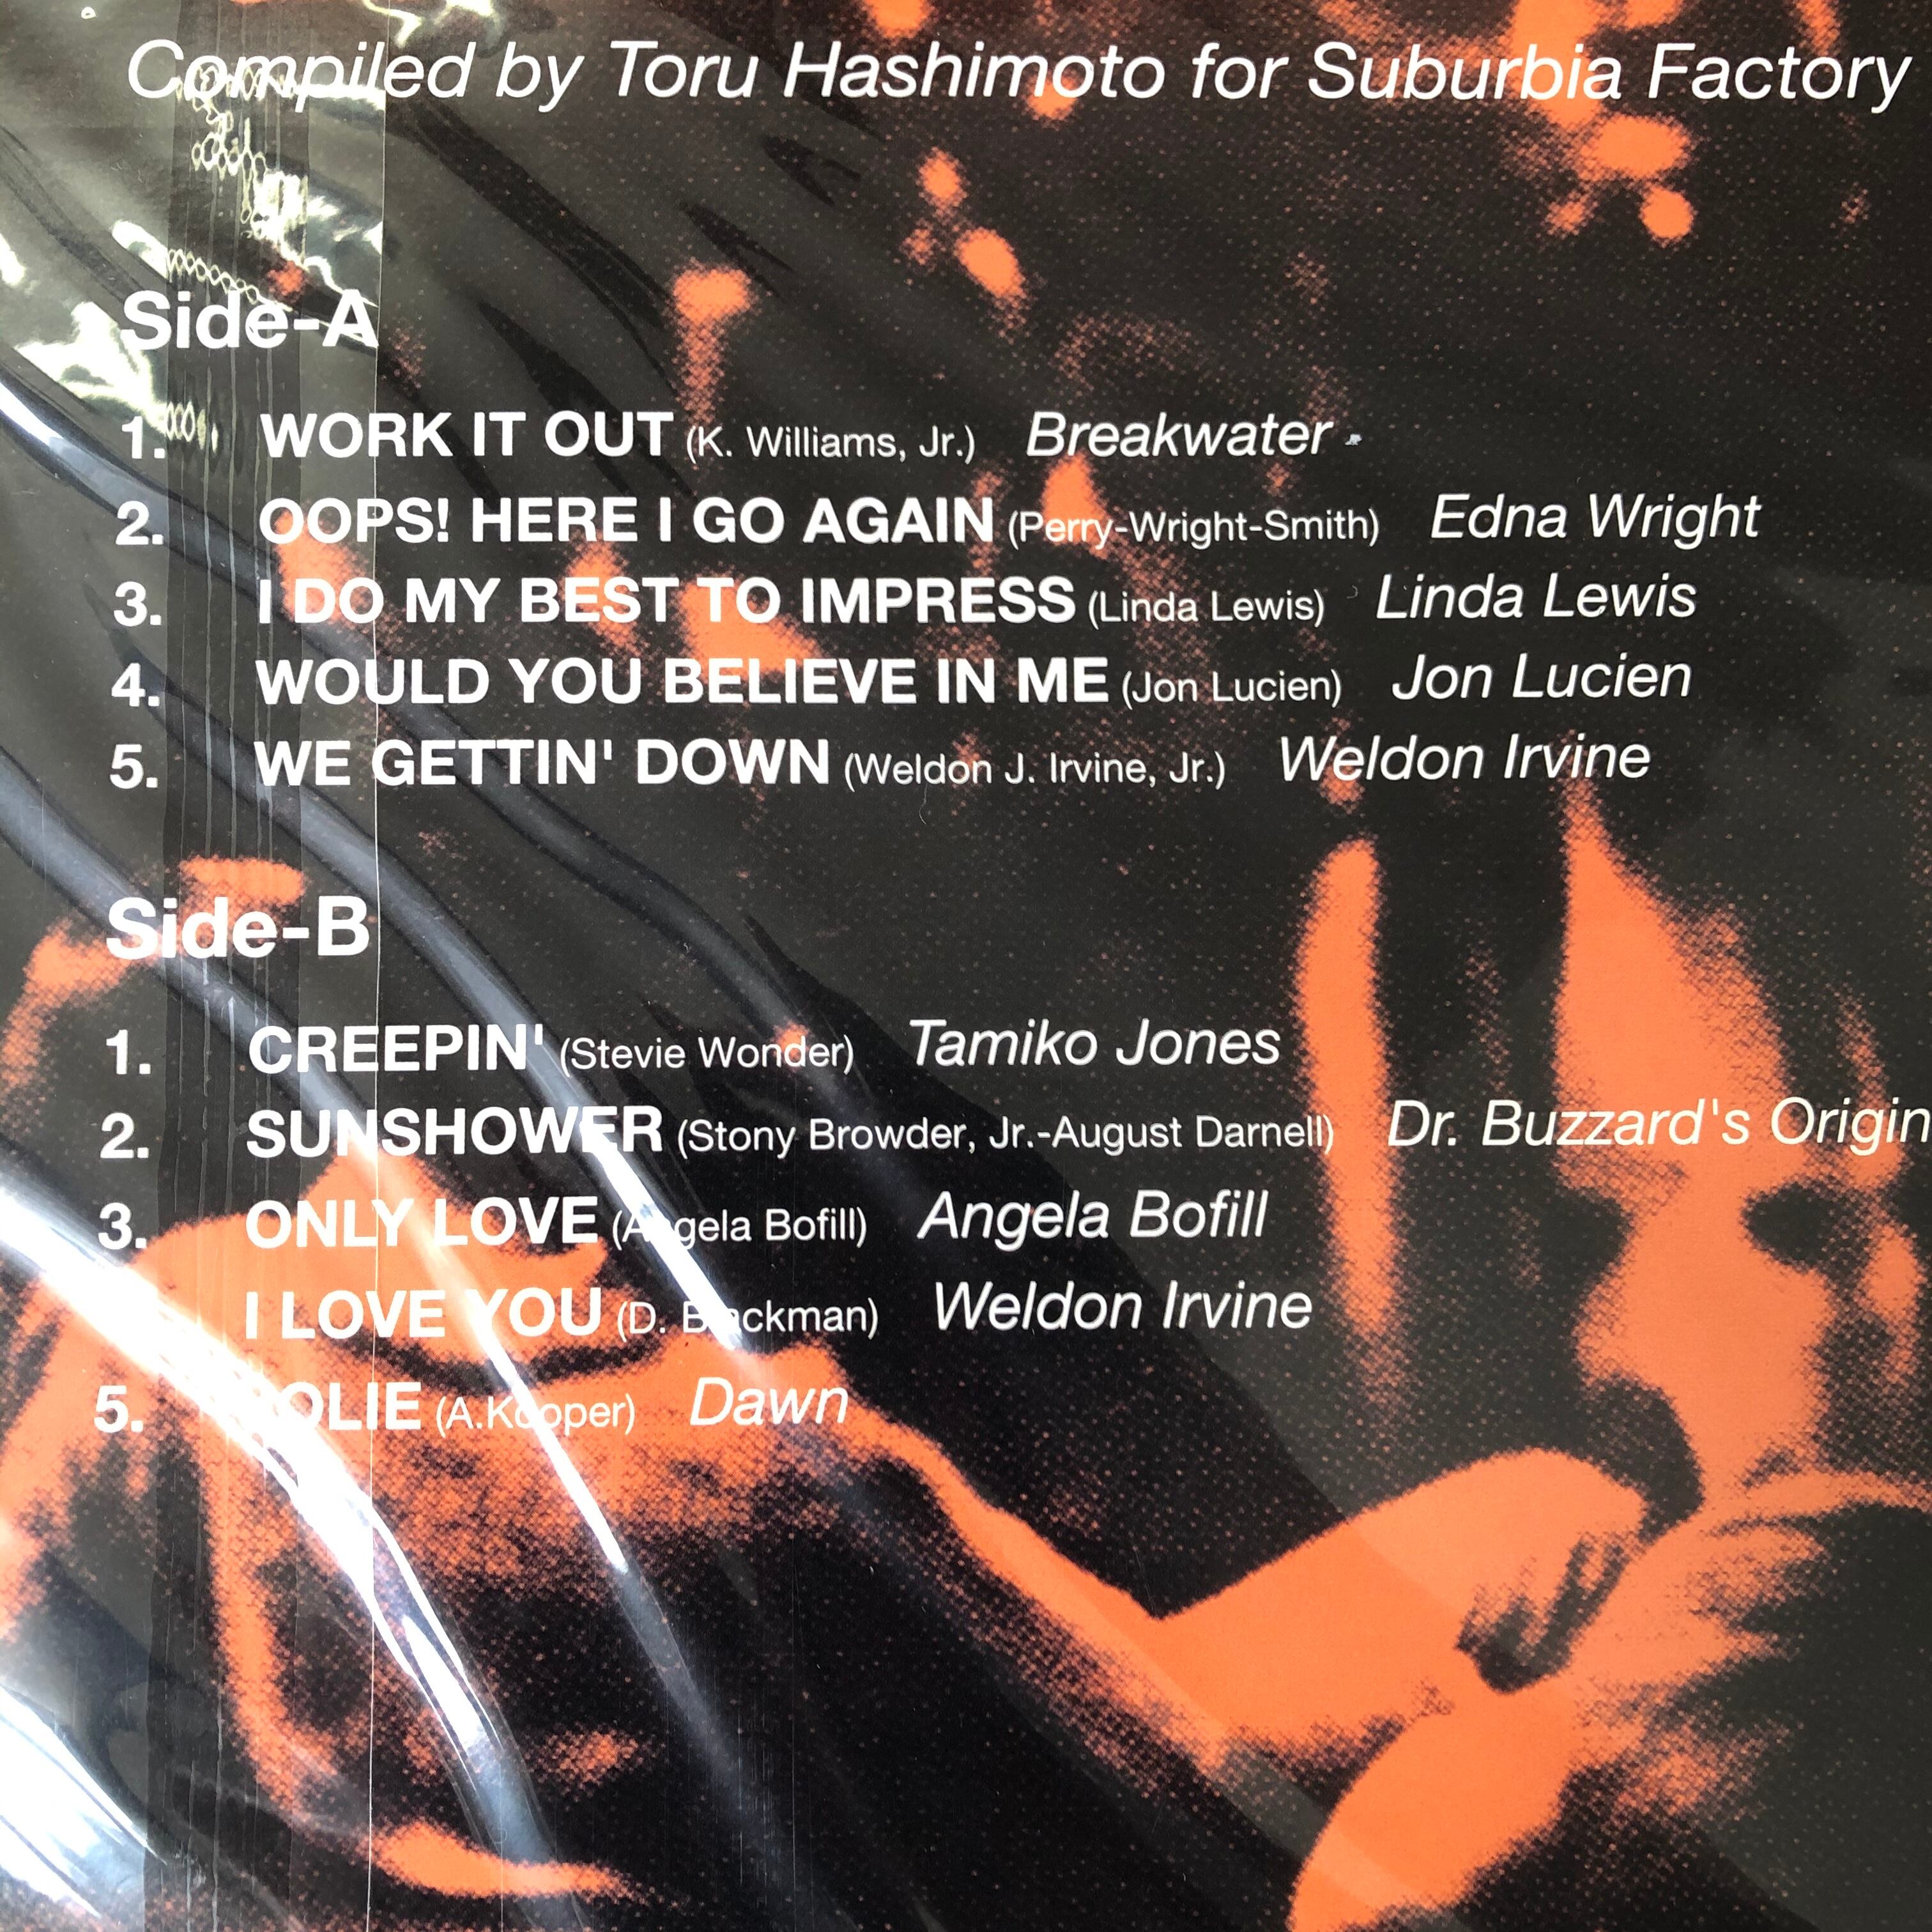 Compiled by Toru Hashimoto for Suburbia Factory
Side-A
1. WORK IT OUT (K. Williams, Jr.) Breakwater
2. OOPS! HERE I GO AGAIN (Perry-Wright-Smith) Edna Wright
3. I DO MY BEST TO IMPRESS (Linda Lewis) Linda Lewis
4. WOULD YOU BELIEVE IN ME (Jon Lucien) Jon Lucien
5. WE GETTIN' DOWN (Weldon J. Irvine, Jr.) Weldon Irvine
Side-B
1. CREEPIN' (Stevie Wonder) Tamiko Jones
2. SUNSHOWER (Stony Browder, Jr.-August Darnell) Dr. Buzzard's Origin
3. ONLY LOVE (Angela Bofill) Angela Bofill
I LOVE YOU (D. Blackman) Weldon Irvine
5. (A.Kooper) Dawn